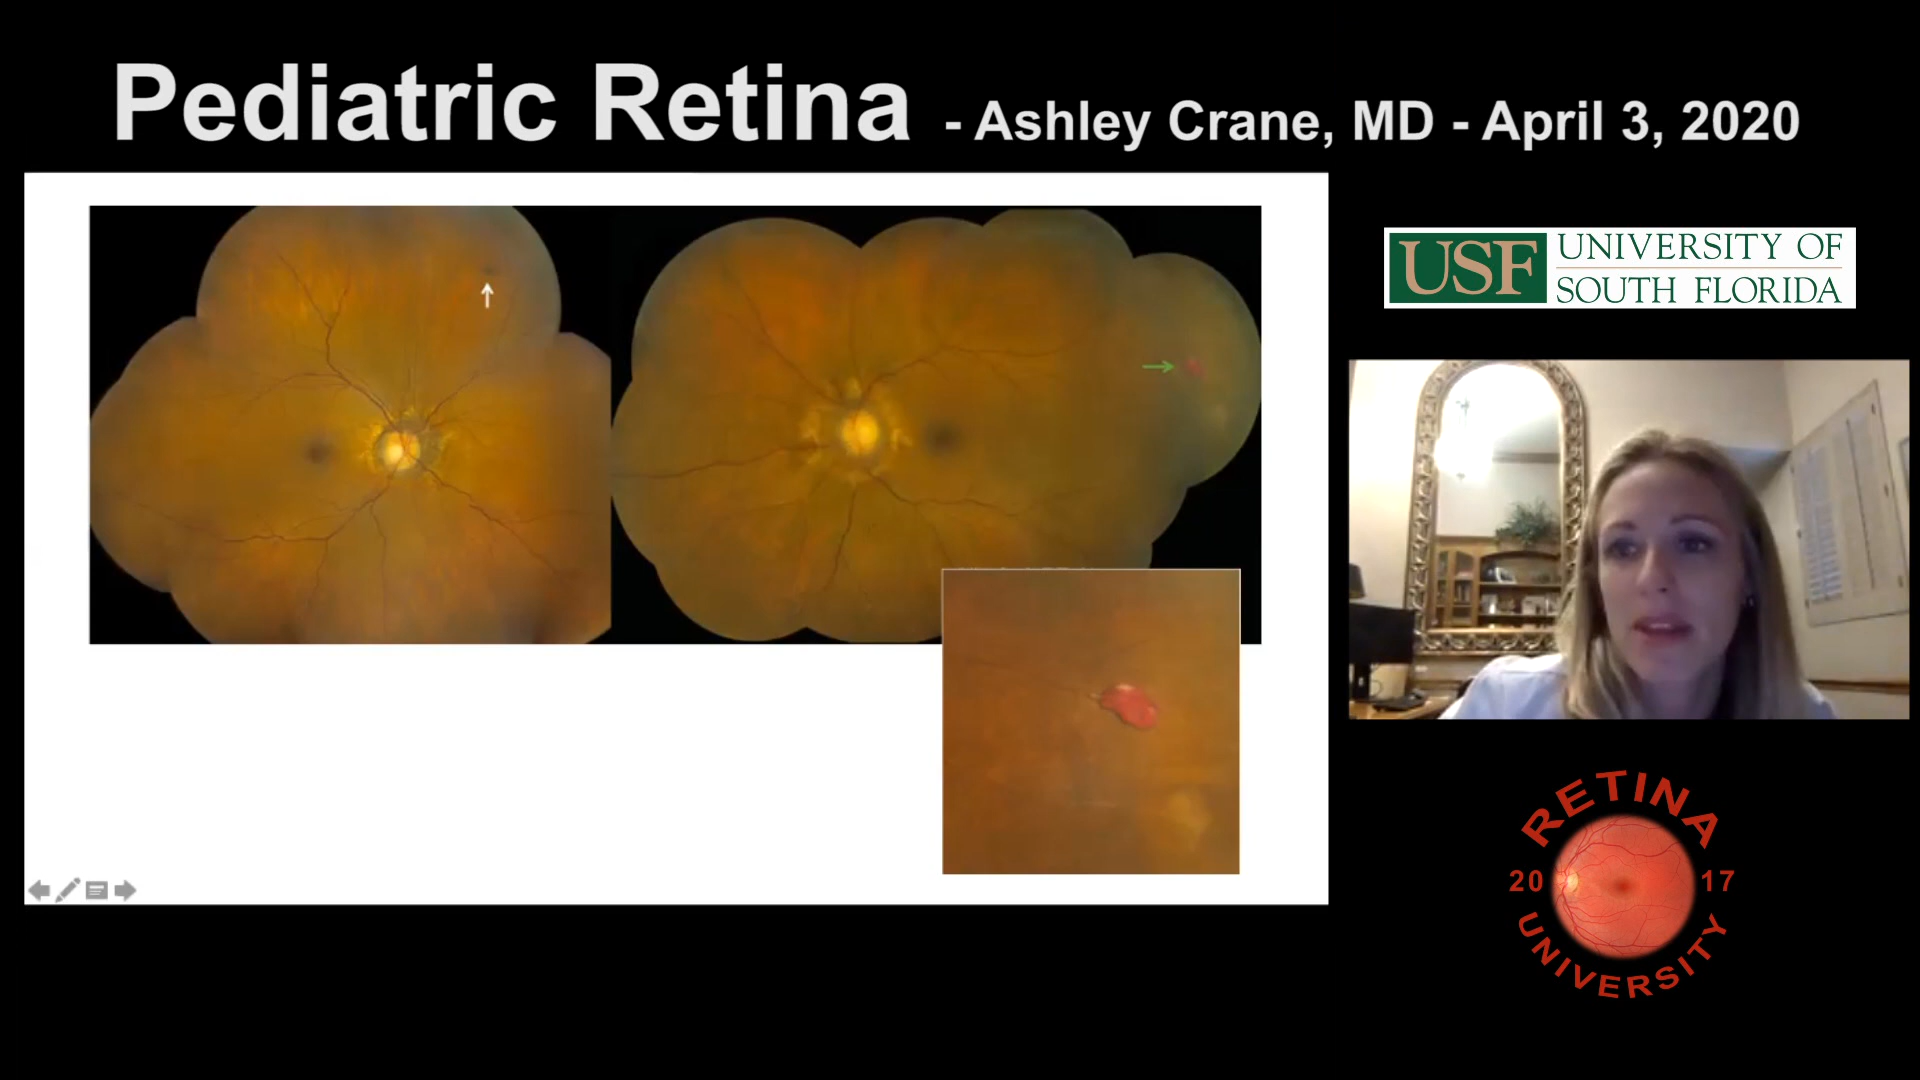 Pediatric Retina - Ashley Crane, MD - April 3, 2020
USF UNIVERSITY OF
SOUTH FLORIDA
RETINA
20 17
UNIVERSITY